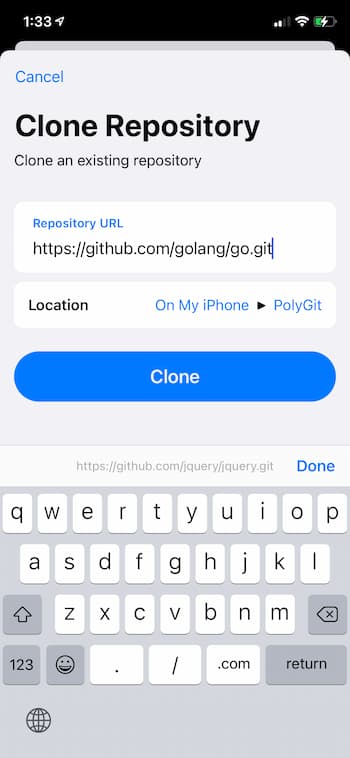 1:33
Cancel
Clone Repository
Clone an existing repository
Repository URL
https://github.com/golang/go.git
Location On My iPhone ▶ PolyGit
Clone
https://github.com/jquery/jquery.git Done
q w e r t y u i o p
a s d f g h j k l
z x c v b n m
123 . / .com return